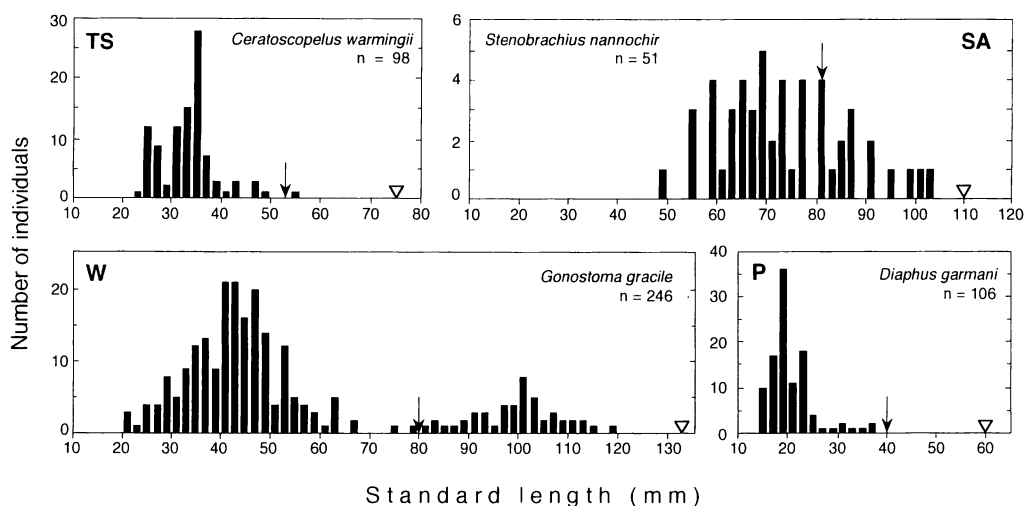 TS
Ceratoscopelus warmingii
n = 98
30
20
10
0
10 20 30 40 50 60 70 80
Stenobrachius nannochir
n = 51
SA
6
4
2
0
10 20 30 40 50 60 70 80 90 100 110 120
Number of individuals
W
Gonostoma gracile
n = 246
20
10
0
10 20 30 40 50 60 70 80 90 100 110 120 130
P
Diaphus garmani
n = 106
40
30
20
10
0
10 20 30 40 50 60
Standard length (mm)